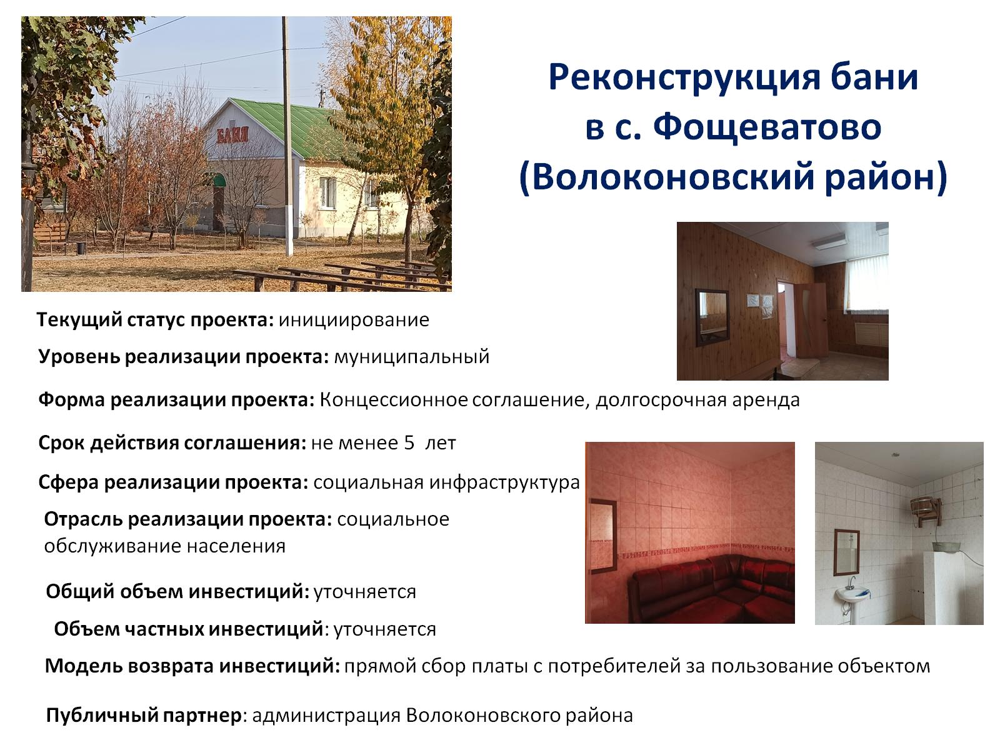 БАНЯ
Реконструкция бани
в с. Фощеватово
(Волоконовский район)
Текущий статус проекта: инициирование
Уровень реализации проекта: муниципальный
Форма реализации проекта: Концессионное соглашение, долгосрочная аренда
Срок действия соглашения: не менее 5 лет
Сфера реализации проекта: социальная инфраструктура
Отрасль реализации проекта: социальное
обслуживание населения
Общий объем инвестиций: уточняется
Объем частных инвестиций: уточняется
Модель возврата инвестиций: прямой сбор платы с потребителей за пользование объектом
Публичный партнер: администрация Волоконовского района